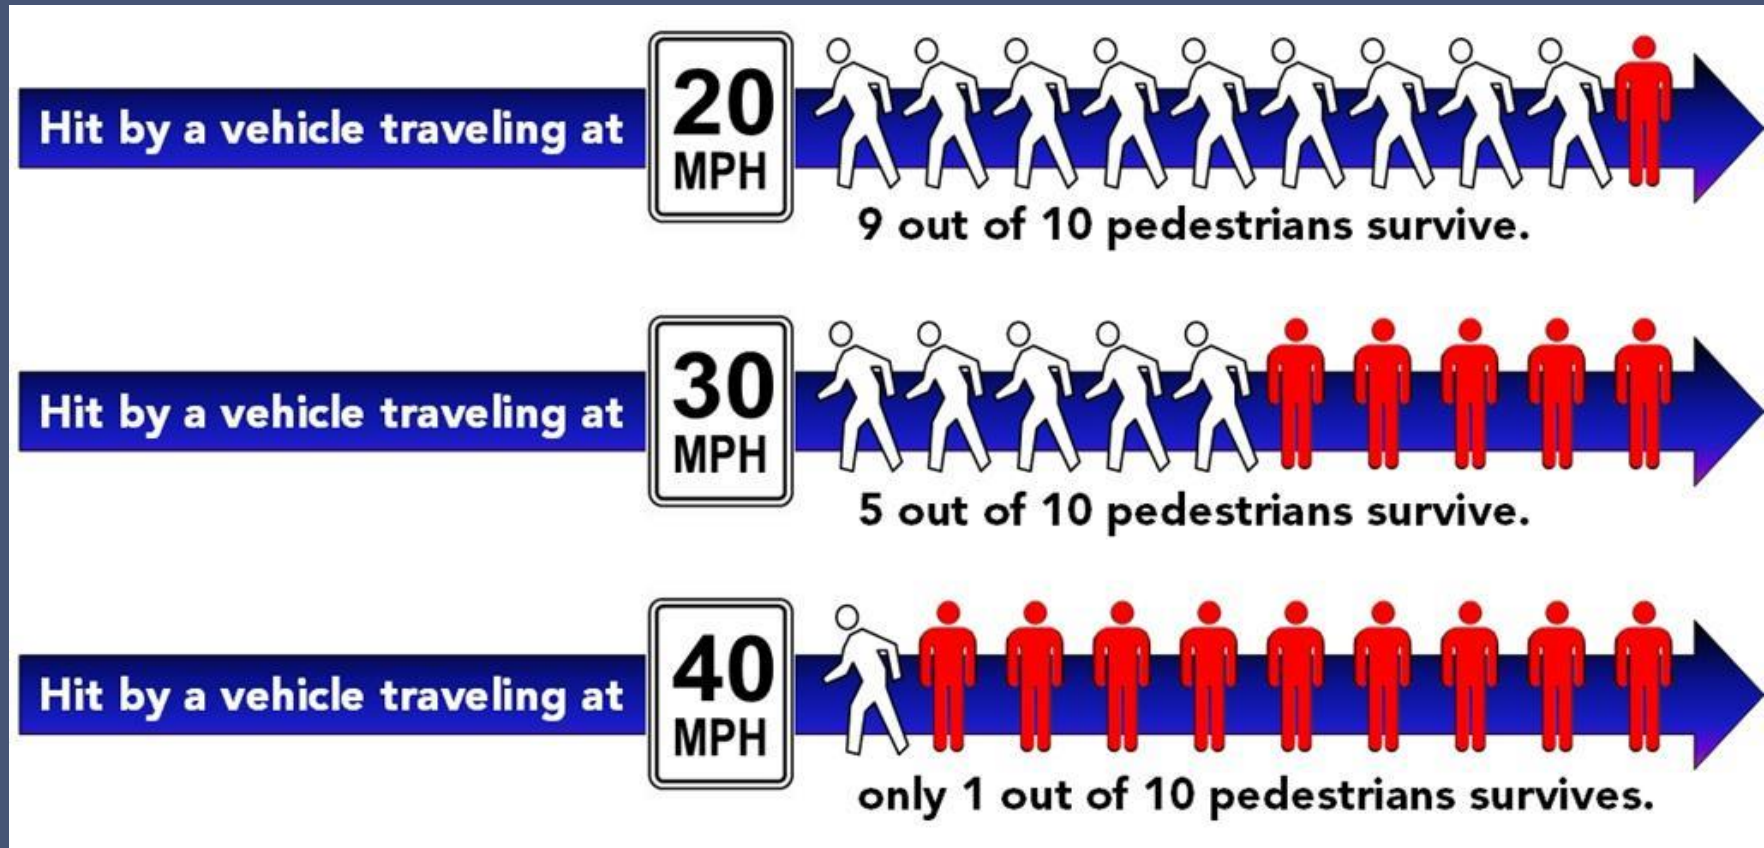 Hit by a vehicle traveling at
20
MPH
9 out of 10 pedestrians survive.
Hit by a vehicle traveling at
30
MPH
5 out of 10 pedestrians survive.
Hit by a vehicle traveling at
40
MPH
only 1 out of 10 pedestrians survives.